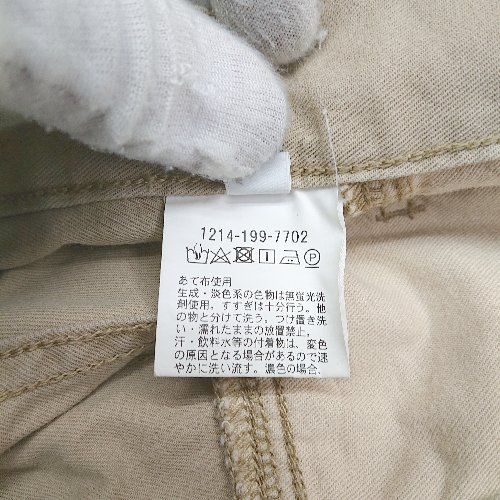 1214-199-7702
あて布使用
生成・淡色系の色物は無蛍光洗
剤使用、すすぎは十分行う。他
の物と分けて洗う。つけ置き洗
い・濡れたままの放置禁止。
汗・飲料水等の付着物は、変色
の原因となる場合があるので速
やかに洗い流す。濃色の場合、